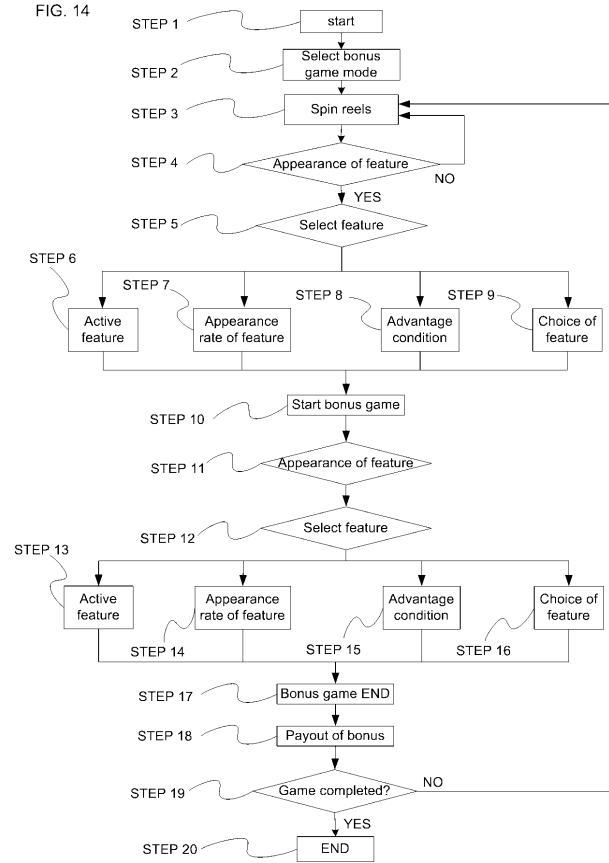 FIG. 14
STEP 1
start
STEP 2
Select bonus
game mode
STEP 3
Spin reels
STEP 4
Appearance of feature
NO
YES
STEP 5
Select feature
STEP 6
STEP 7
STEP 8
STEP 9
Active
feature
Appearance
rate of feature
Advantage
condition
Choice of
feature
STEP 10
Start bonus game
STEP 11
Appearance of feature
STEP 12
Select feature
STEP 13
Active
feature
Appearance
rate of feature
Advantage
condition
Choice of
feature
STEP 14
STEP 15
STEP 16
STEP 17
Bonus game END
STEP 18
Payout of bonus
STEP 19
Game completed?
NO
YES
STEP 20
END